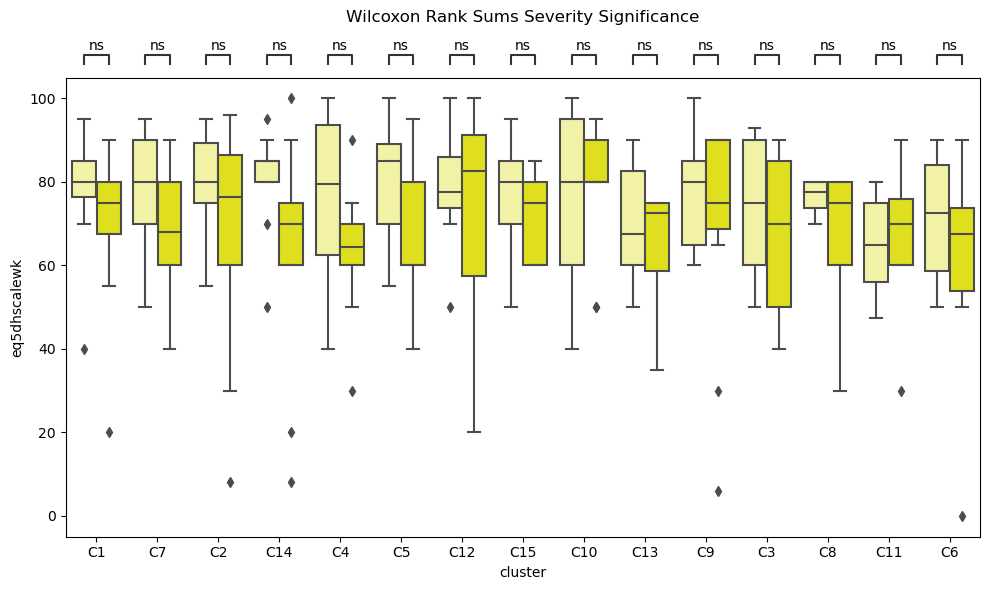 Wilcoxon Rank Sums Severity Significance
ns ns ns ns ns ns ns ns ns ns ns ns ns ns ns
100
80
60
40
20
0
eq5dhscalewk
C1 C7 C2 C14 C4 C5 C12 C15 C10 C13 C9 C3 C8 C11 C6
cluster